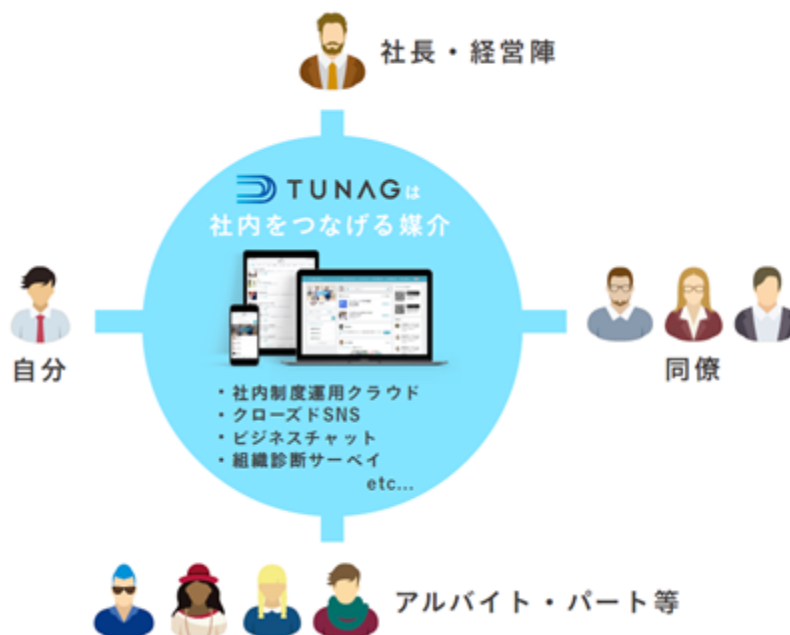 社長・経営陣
TUNAGは
社内をつなげる媒介
自分
同僚
・社内制度運用クラウド
・クローズドSNS
・ビジネスチャット
・組織診断サーベイ
etc...
アルバイト・パート等